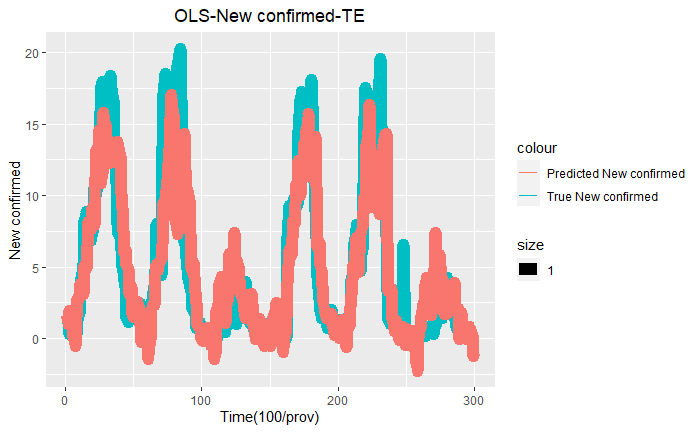 OLS-New confirmed-TE
New confirmed
20
15
10
5
0
0
100
200
300
Time(100/prov)
colour
Predicted New confirmed
True New confirmed
size
1